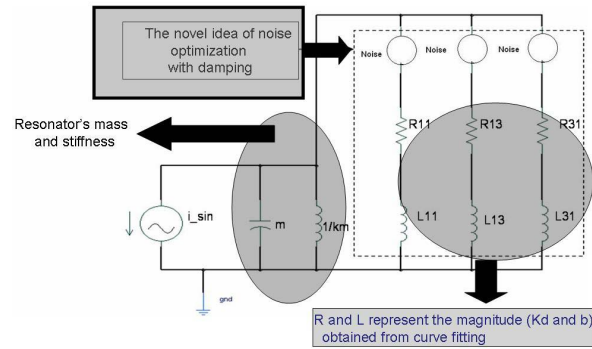 The novel idea of noise
optimization
with damping
Noise
Noise
Noise
Resonator's mass
and stiffness
R11
R13
R31
i_sin
m
1/km
L11
L13
L31
gnd
R and L represent the magnitude (Kd and b)
obtained from curve fitting